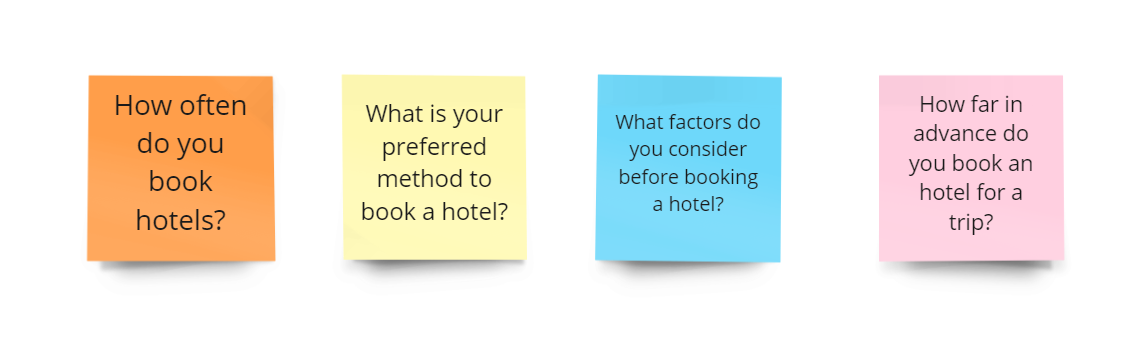 How often
do you
book
hotels?
What is your
preferred
method to
book a hotel?
What factors do
you consider
before booking
a hotel?
How far in
advance do
you book an
hotel for a
trip?